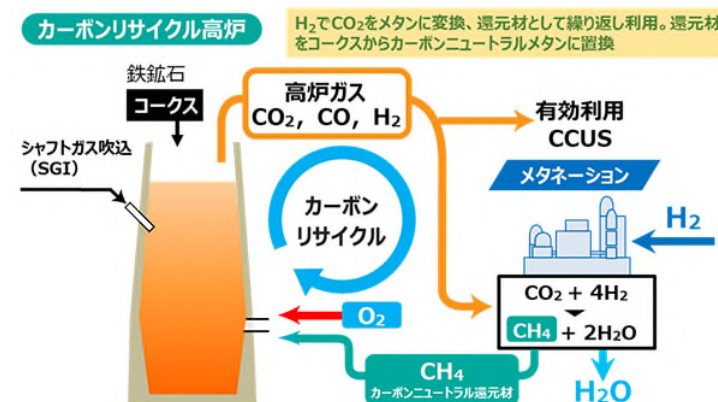 カーボンリサイクル高炉
H₂でCO₂をメタンに変換、還元材として繰り返し利用。還元材
をコークスからカーボンニュートラルメタンに置換
鉄鉱石
コークス
シャフトガス吹込
（SGI）
高炉ガス
CO₂，CO，H₂
有効利用
CCUS
メタネーション
カーボン
リサイクル
H₂
CO₂ + 4H₂
CH₄ + 2H₂O
O₂
CH₄
カーボンニュートラル還元材
H₂O